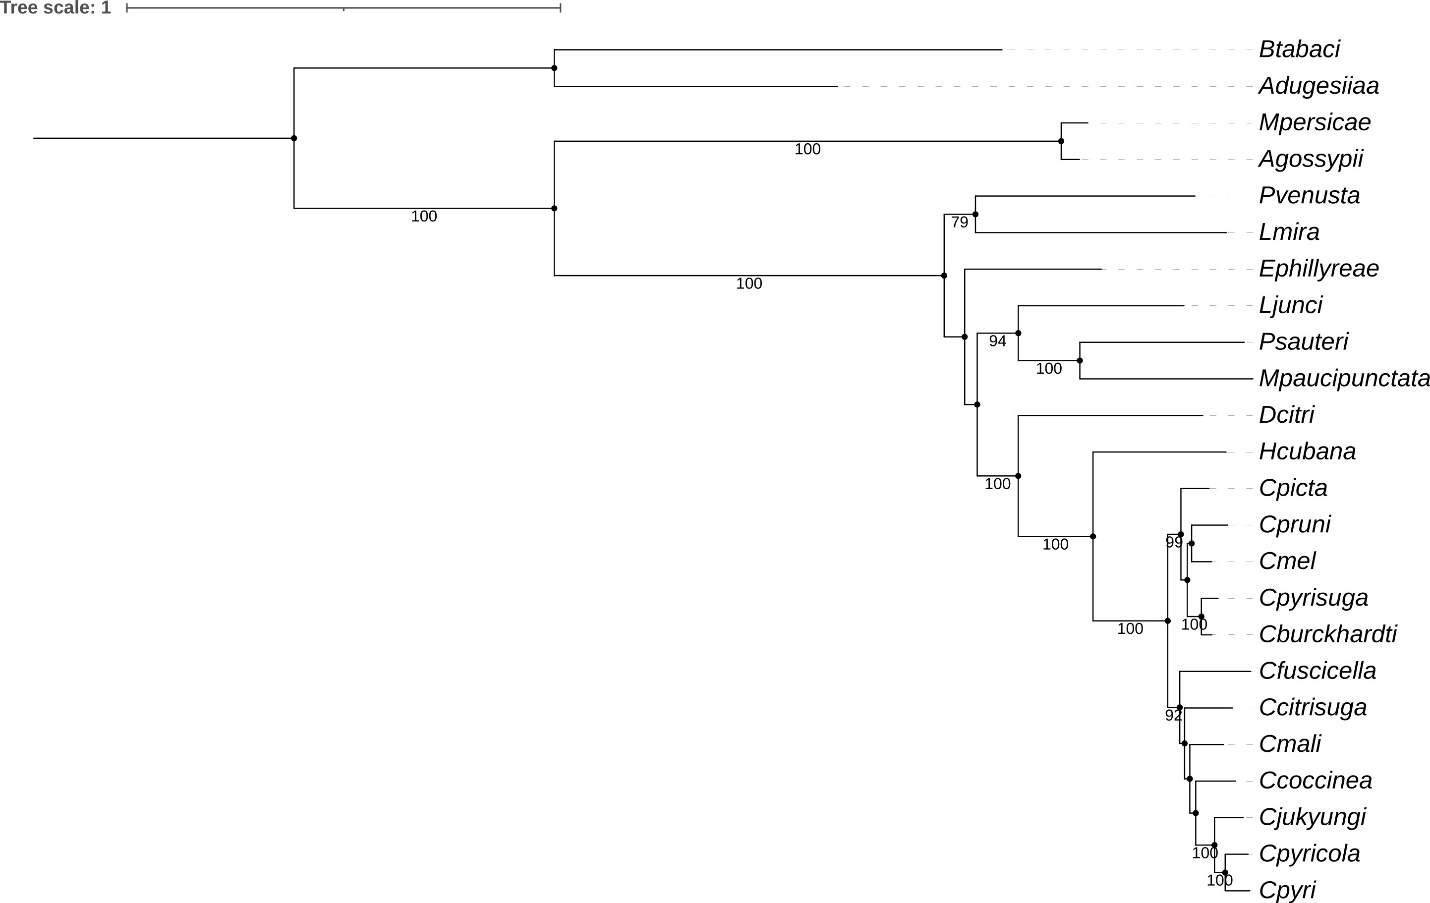 Tree scale: 1
Btabaci
Adugesiiaa
Mpersicae
100
Agossypii
Pvenusta
100
79
Lmira
Ephillyreae
100
Ljunci
94
Psauteri
100
Mpaucipunctata
Dcitri
Hcubana
100
Cpicta
Cpruni
99
100
Cmel
Cpyrisuga
100
100
Cburckhardti
Cfuscicella
Ccitrisuga
92
Cmali
Ccoccinea
Cjukyungi
100
Cpyricola
100
Cpyri